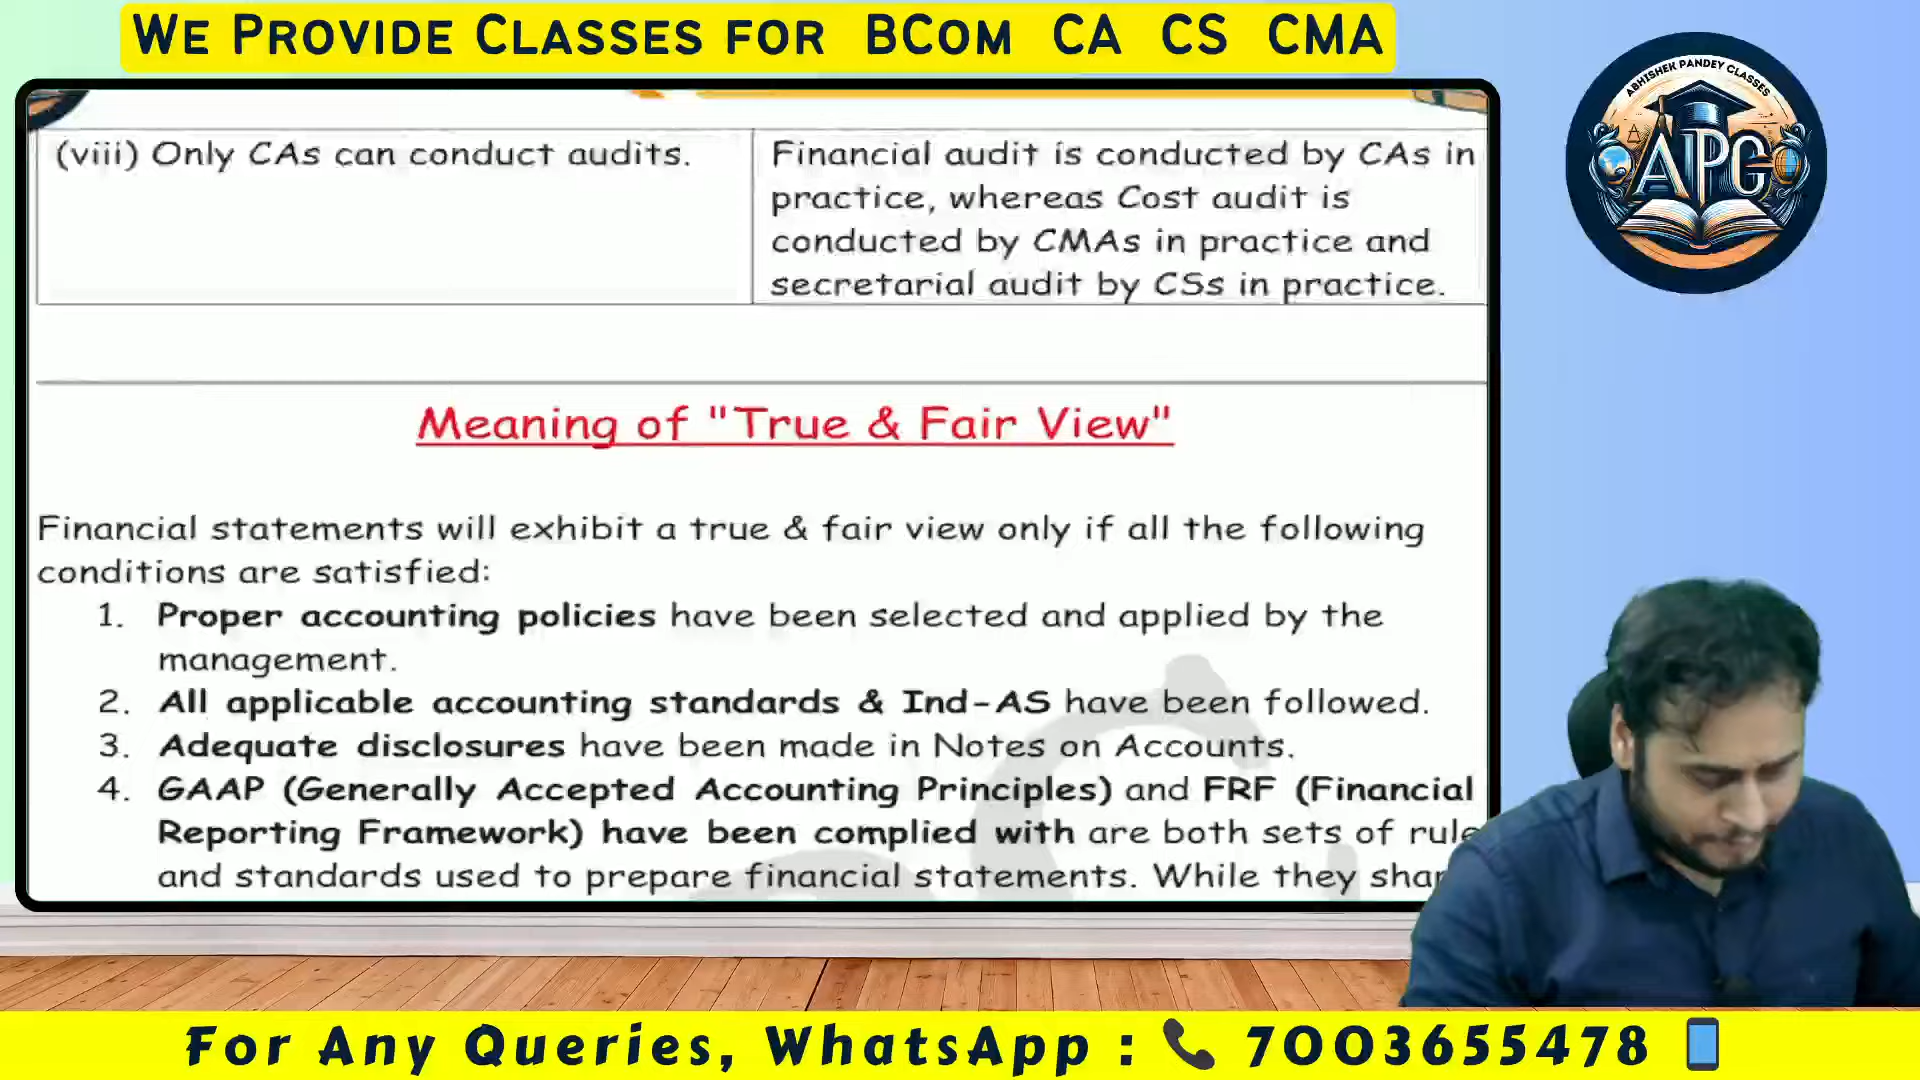 WE PROVIDE CLASSES FOR BCOM CA CS CMA
ABHISHEK PANDEY CLASSES
APC
(viii) Only CAs can conduct audits.
Financial audit is conducted by CAs in
practice, whereas Cost audit is
conducted by CMAs in practice and
secretarial audit by CSs in practice.
Meaning of "True & Fair View"
Financial statements will exhibit a true & fair view only if all the following
conditions are satisfied:
1. Proper accounting policies have been selected and applied by the
management.
2. All applicable accounting standards & Ind-AS have been followed.
3. Adequate disclosures have been made in Notes on Accounts.
4. GAAP (Generally Accepted Accounting Principles) and FRF (Financial
Reporting Framework) have been complied with are both sets of rule
and standards used to prepare financial statements. While they shar
For Any Queries, WhatsApp : 7003655478